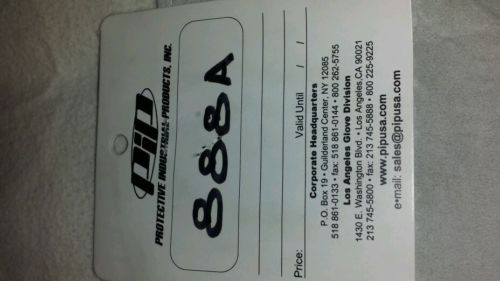 PIP
PROTECTIVE INDUSTRIAL PRODUCTS, INC.
888A
Price: Valid Until / /
Corporate Headquarters
P.O. Box 19 • Guilderland Center, NY 12085
518 861-0133 • fax: 518 861-0144 • 800 262-5755
Los Angeles Glove Division
1430 E. Washington Blvd. • Los Angeles,CA 90021
213 745-5800 • fax: 213 745-5888 • 800 225-9225
www.pipusa.com
e•mail: sales@pipusa.com